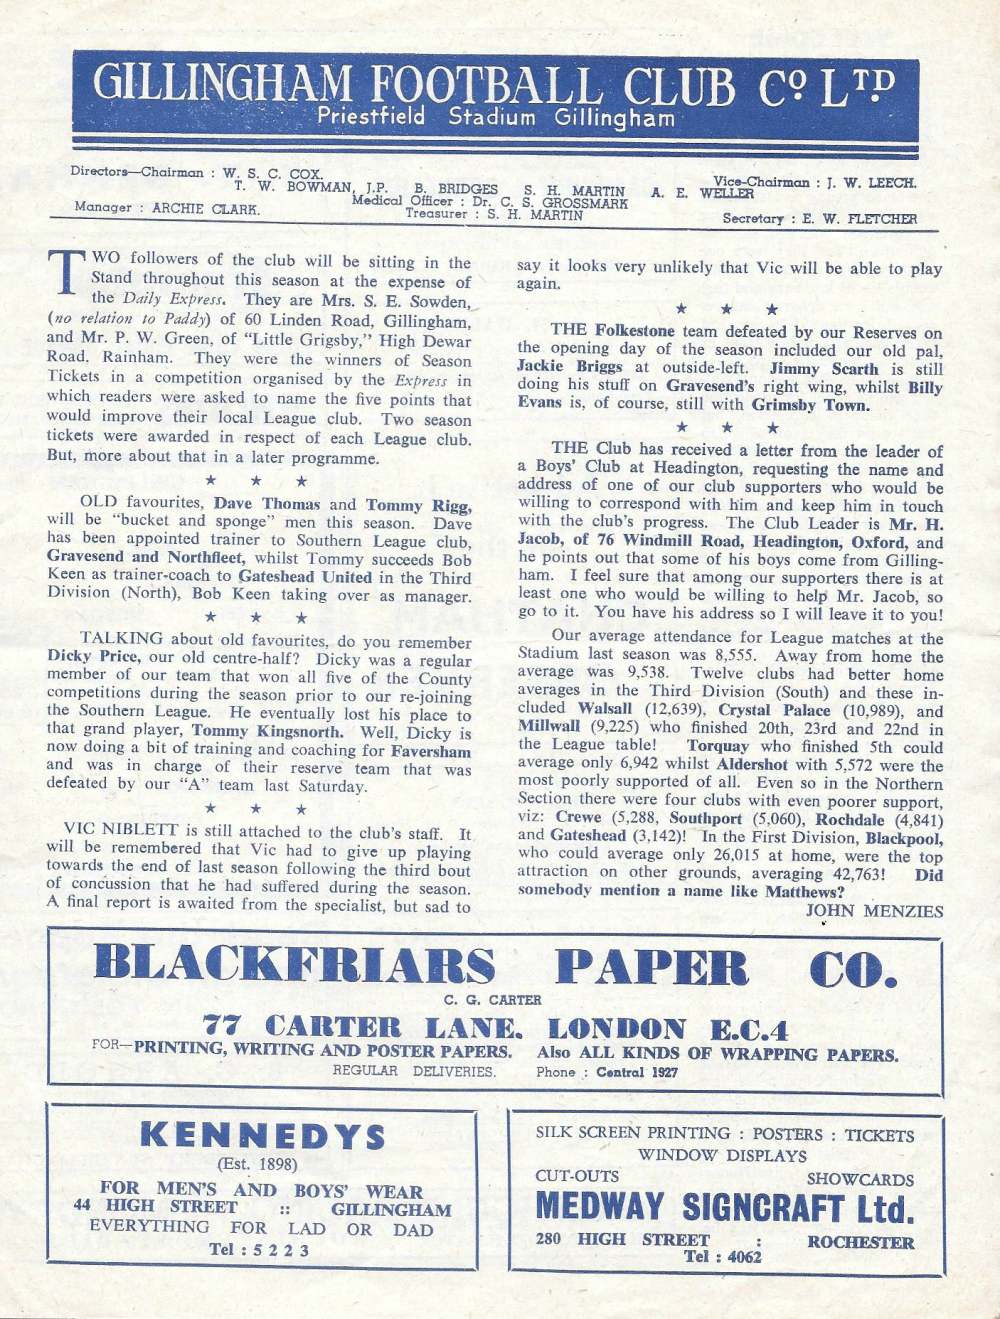 GILLINGHAM FOOTBALL CLUB Co LTD
Priestfield Stadium Gillingham
Directors—Chairman : W. S. C. COX.
Vice-Chairman : J. W. LEECH.
T. W. BOWMAN, J.P. B. BRIDGES S. H. MARTIN A. E. WELLER
Medical Officer : Dr. C. S. GROSSMARK
Manager : ARCHIE CLARK.
Treasurer : S. H. MARTIN
Secretary : E. W. FLETCHER
TWO followers of the club will be sitting in the
Stand throughout this season at the expense of
the Daily Express. They are Mrs. S. E. Sowden,
(no relation to Paddy) of 60 Linden Road, Gillingham,
and Mr. P. W. Green, of “Little Grigsby,” High Dewar
Road, Rainham. They were the winners of Season
Tickets in a competition organised by the Express in
which readers were asked to name the five points that
would improve their local League club. Two season
tickets were awarded in respect of each League club.
But, more about that in a later programme.
★ ★ ★
OLD favourites, Dave Thomas and Tommy Rigg,
will be “bucket and sponge” men this season. Dave
has been appointed trainer to Southern League club,
Gravesend and Northfleet, whilst Tommy succeeds Bob
Keen as trainer-coach to Gateshead United in the Third
Division (North), Bob Keen taking over as manager.
★ ★ ★
TALKING about old favourites, do you remember
Dicky Price, our old centre-half? Dicky was a regular
member of our team that won all five of the County
competitions during the season prior to our re-joining
the Southern League. He eventually lost his place to
that grand player, Tommy Kingsnorth. Well, Dicky is
now doing a bit of training and coaching for Faversham
and was in charge of their reserve team that was
defeated by our “A” team last Saturday.
★ ★ ★
VIC NIBLETT is still attached to the club's staff. It
will be remembered that Vic had to give up playing
towards the end of last season following the third bout
of concussion that he had suffered during the season.
A final report is awaited from the specialist, but sad to
say it looks very unlikely that Vic will be able to play
again.
★ ★ ★
THE Folkestone team defeated by our Reserves on
the opening day of the season included our old pal,
Jackie Briggs at outside-left. Jimmy Scarth is still
doing his stuff on Gravesend's right wing, whilst Billy
Evans is, of course, still with Grimsby Town.
★ ★ ★
THE Club has received a letter from the leader of
a Boys' Club at Headington, requesting the name and
address of one of our club supporters who would be
willing to correspond with him and keep him in touch
with the club's progress. The Club Leader is Mr. H.
Jacob, of 76 Windmill Road, Headington, Oxford, and
he points out that some of his boys come from Gilling-
ham. I feel sure that among our supporters there is at
least one who would be willing to help Mr. Jacob, so
go to it. You have his address so I will leave it to you!
Our average attendance for League matches at the
Stadium last season was 8,555. Away from home the
average was 9,538. Twelve clubs had better home
averages in the Third Division (South) and these in-
cluded Walsall (12,639), Crystal Palace (10,989), and
Millwall (9,225) who finished 20th, 23rd and 22nd in
the League table! Torquay who finished 5th could
average only 6,942 whilst Aldershot with 5,572 were the
most poorly supported of all. Even so in the Northern
Section there were four clubs with even poorer support,
viz: Crewe (5,288, Southport (5,060), Rochdale (4,841)
and Gateshead (3,142)! In the First Division, Blackpool,
who could average only 26,015 at home, were the top
attraction on other grounds, averaging 42,763! Did
somebody mention a name like Matthews?
JOHN MENZIES
BLACKFRIARS PAPER CO.
C. G. CARTER
77 CARTER LANE. LONDON E.C.4
FOR—PRINTING, WRITING AND POSTER PAPERS. Also ALL KINDS OF WRAPPING PAPERS.
REGULAR DELIVERIES. Phone : Central 1927
KENNEDYS
(Est. 1898)
FOR MEN'S AND BOYS' WEAR
44 HIGH STREET :: GILLINGHAM
EVERYTHING FOR LAD OR DAD
Tel : 5 2 2 3
SILK SCREEN PRINTING : POSTERS : TICKETS
WINDOW DISPLAYS
CUT-OUTS SHOWCARDS
MEDWAY SIGNCRAFT Ltd.
280 HIGH STREET : ROCHESTER
Tel : 4062